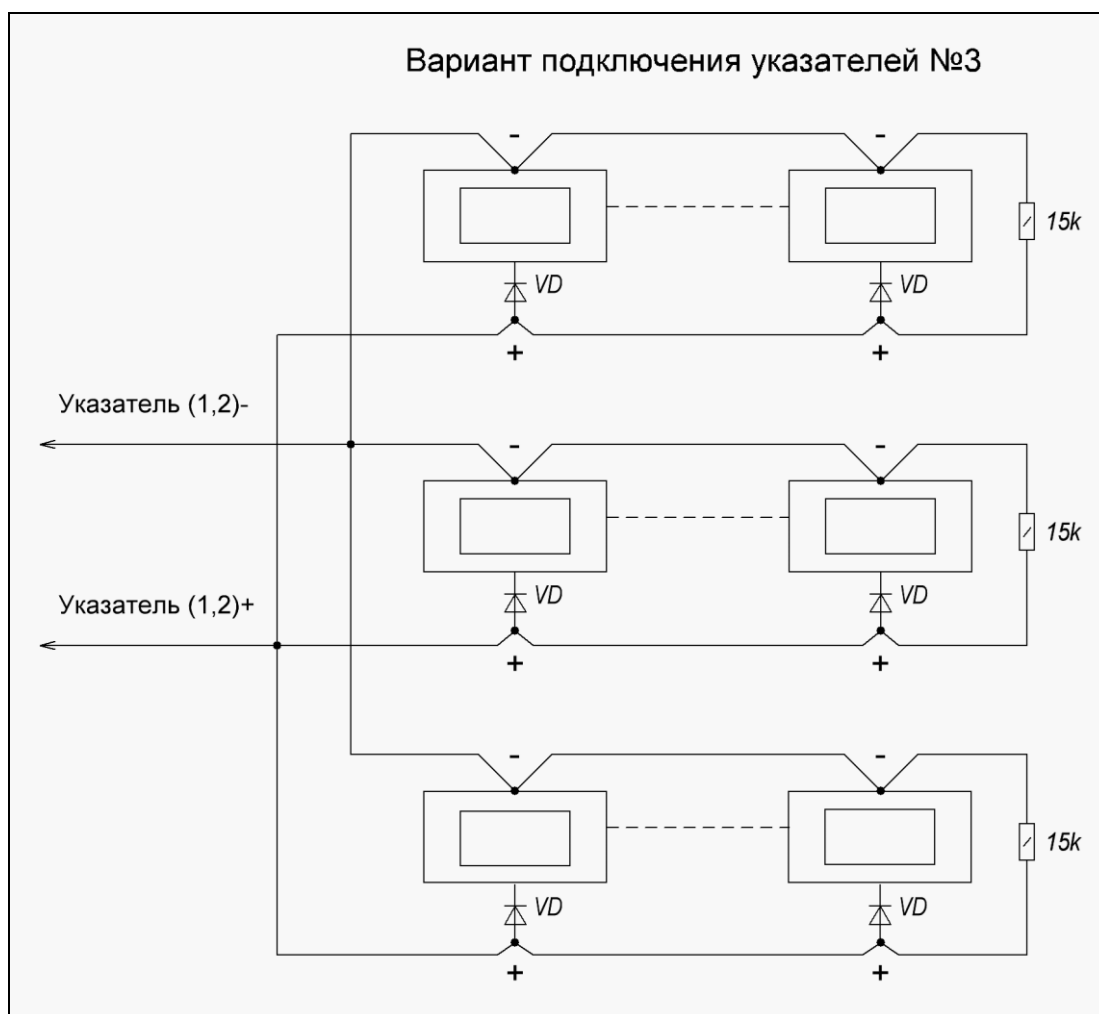 Вариант подключения указателей №3
- -
15k
VD VD
+ +
Указатель (1,2)-
- -
15k
Указатель (1,2)+
VD VD
+ +
- -
15k
VD VD
+ +